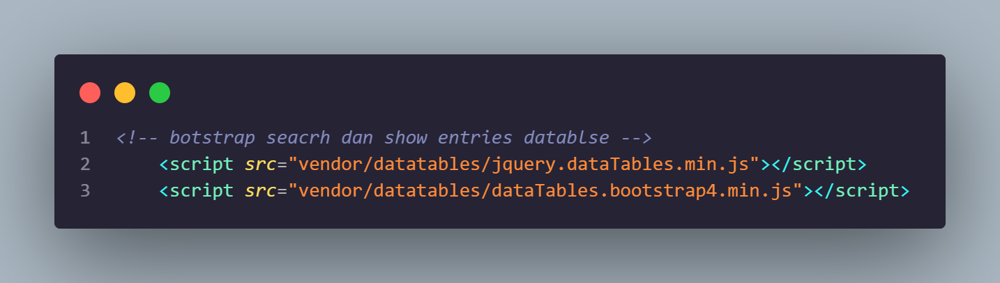 1 <!-- botstrap seacrh dan show entries datablse -->
2 <script src="vendor/datatables/jquery.dataTables.min.js"></script>
3 <script src="vendor/datatables/dataTables.bootstrap4.min.js"></script>